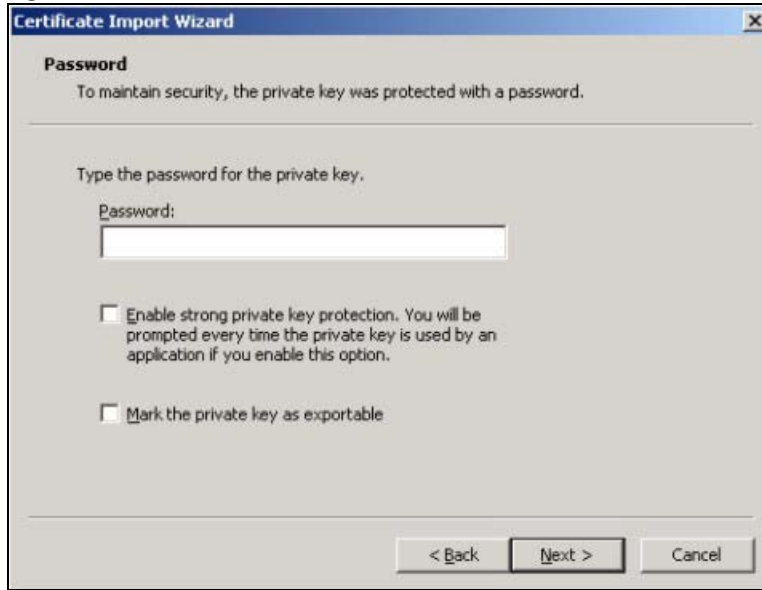 Certificate Import Wizard
Password
To maintain security, the private key was protected with a password.
Type the password for the private key.
Password:
Enable strong private key protection. You will be
prompted every time the private key is used by an
application if you enable this option.
Mark the private key as exportable
< Back Next > Cancel